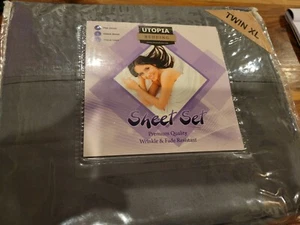 UTOPIA
BEDDING
TWIN XL
Sheet Set
Premium Quality
Wrinkle & Fade Resistant